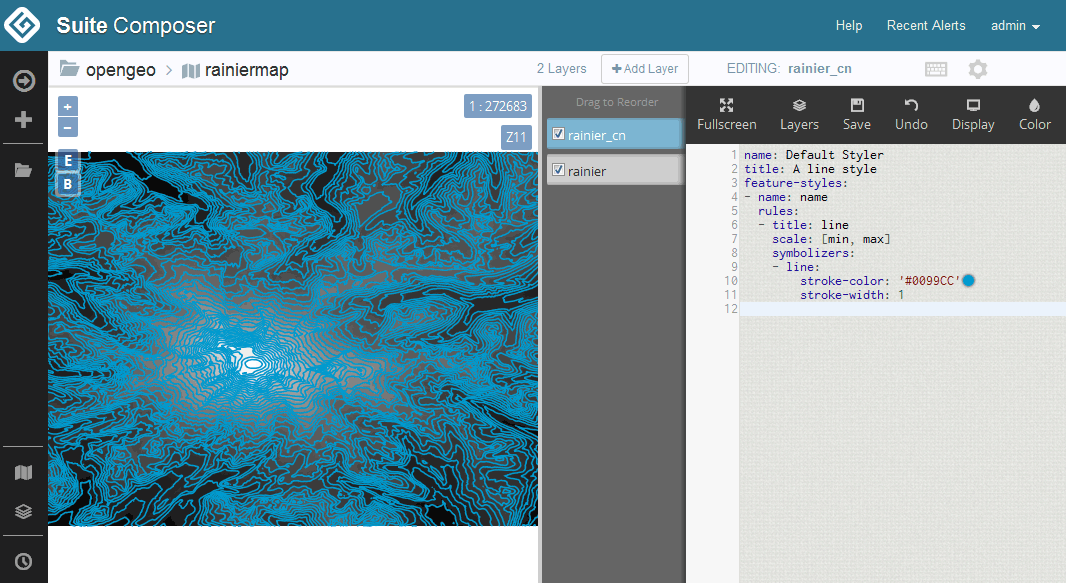 Suite Composer
Help
Recent Alerts
admin
opengeo > rainiermap
2 Layers
+ Add Layer
EDITING: rainier_cn
+
−
E
B
1 : 272683
Z11
Drag to Reorder
rainier_cn
rainier
Fullscreen
Layers
Save
Undo
Display
Color
1 name: Default Styler
2 title: A line style
3 feature-styles:
4 - name: name
5 rules:
6 - title: line
7 scale: [min, max]
8 symbolizers:
9 - line:
10 stroke-color: '#0099CC'
11 stroke-width: 1
12